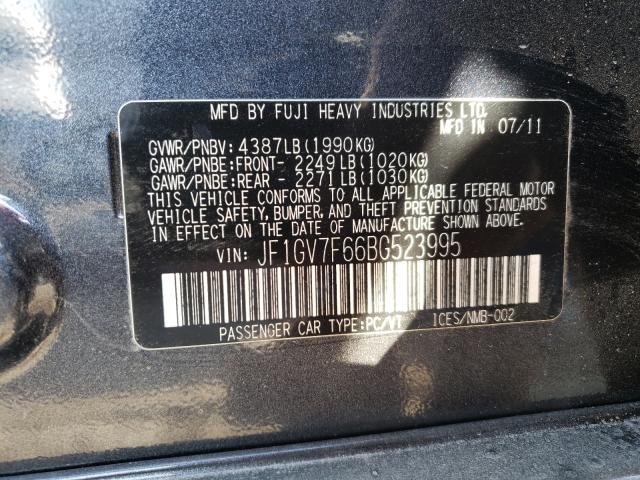 MFD BY FUJI HEAVY INDUSTRIES LTD.
MFD IN 07/11
GVWR/PNBV: 4387LB(1990KG)
GAWR/PNBE:FRONT- 2249LB(1020KG)
GAWR/PNBE:REAR - 2271LB(1030KG)
THIS VEHICLE CONFORMS TO ALL APPLICABLE FEDERAL MOTOR
VEHICLE SAFETY, BUMPER, AND THEFT PREVENTION STANDARDS
IN EFFECT ON THE DATE OF MANUFACTURE SHOWN ABOVE.
VIN: JF1GV7F66BG523995
PASSENGER CAR TYPE:PC/VT ICES/NMB-002